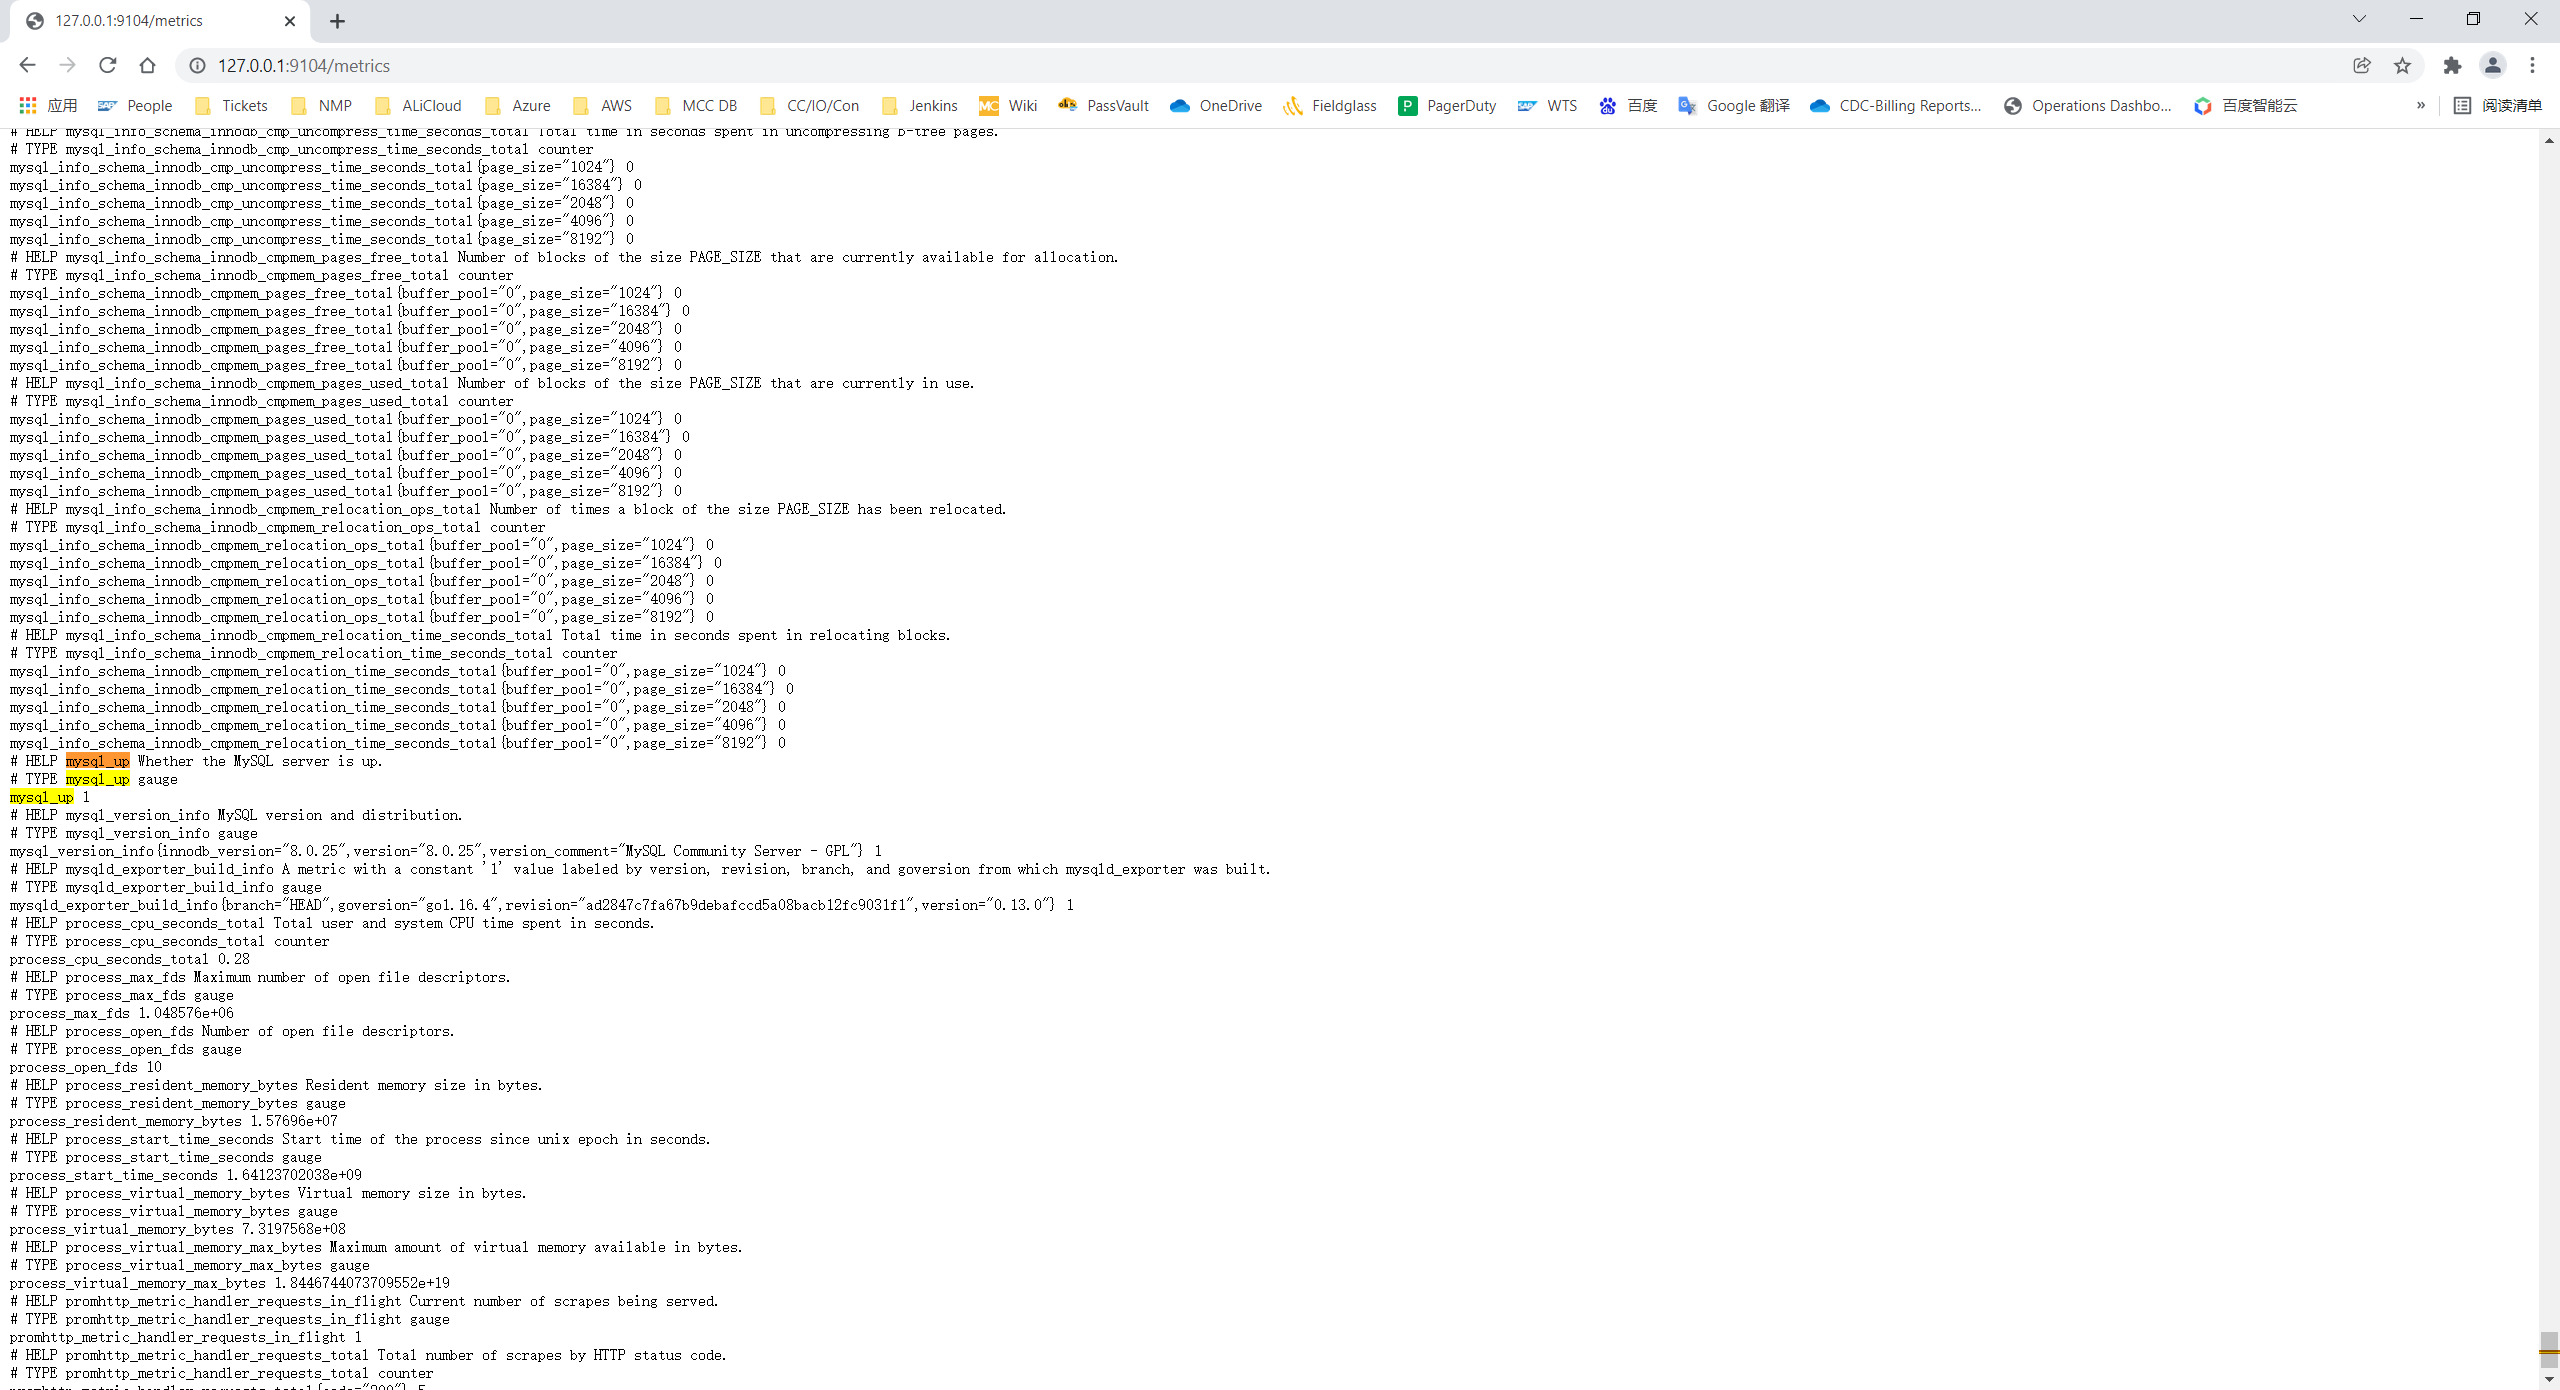 127.0.0.1:9104/metrics
127.0.0.1:9104/metrics
应用 People Tickets NMP ALiCloud Azure AWS MCC DB CC/IO/Con Jenkins MC Wiki PassVault OneDrive Fieldglass P PagerDuty SAP WTS 百度 Google 翻译 CDC-Billing Reports... Operations Dashbo... 百度智能云 » 阅读清单
# HELP mysql_info_schema_innodb_cmp_uncompress_time_seconds_total Total time in seconds spent in uncompressing B-tree pages.
# TYPE mysql_info_schema_innodb_cmp_uncompress_time_seconds_total counter
mysql_info_schema_innodb_cmp_uncompress_time_seconds_total{page_size="1024"} 0
mysql_info_schema_innodb_cmp_uncompress_time_seconds_total{page_size="16384"} 0
mysql_info_schema_innodb_cmp_uncompress_time_seconds_total{page_size="2048"} 0
mysql_info_schema_innodb_cmp_uncompress_time_seconds_total{page_size="4096"} 0
mysql_info_schema_innodb_cmp_uncompress_time_seconds_total{page_size="8192"} 0
# HELP mysql_info_schema_innodb_cmpmem_pages_free_total Number of blocks of the size PAGE_SIZE that are currently available for allocation.
# TYPE mysql_info_schema_innodb_cmpmem_pages_free_total counter
mysql_info_schema_innodb_cmpmem_pages_free_total{buffer_pool="0",page_size="1024"} 0
mysql_info_schema_innodb_cmpmem_pages_free_total{buffer_pool="0",page_size="16384"} 0
mysql_info_schema_innodb_cmpmem_pages_free_total{buffer_pool="0",page_size="2048"} 0
mysql_info_schema_innodb_cmpmem_pages_free_total{buffer_pool="0",page_size="4096"} 0
mysql_info_schema_innodb_cmpmem_pages_free_total{buffer_pool="0",page_size="8192"} 0
# HELP mysql_info_schema_innodb_cmpmem_pages_used_total Number of blocks of the size PAGE_SIZE that are currently in use.
# TYPE mysql_info_schema_innodb_cmpmem_pages_used_total counter
mysql_info_schema_innodb_cmpmem_pages_used_total{buffer_pool="0",page_size="1024"} 0
mysql_info_schema_innodb_cmpmem_pages_used_total{buffer_pool="0",page_size="16384"} 0
mysql_info_schema_innodb_cmpmem_pages_used_total{buffer_pool="0",page_size="2048"} 0
mysql_info_schema_innodb_cmpmem_pages_used_total{buffer_pool="0",page_size="4096"} 0
mysql_info_schema_innodb_cmpmem_pages_used_total{buffer_pool="0",page_size="8192"} 0
# HELP mysql_info_schema_innodb_cmpmem_relocation_ops_total Number of times a block of the size PAGE_SIZE has been relocated.
# TYPE mysql_info_schema_innodb_cmpmem_relocation_ops_total counter
mysql_info_schema_innodb_cmpmem_relocation_ops_total{buffer_pool="0",page_size="1024"} 0
mysql_info_schema_innodb_cmpmem_relocation_ops_total{buffer_pool="0",page_size="16384"} 0
mysql_info_schema_innodb_cmpmem_relocation_ops_total{buffer_pool="0",page_size="2048"} 0
mysql_info_schema_innodb_cmpmem_relocation_ops_total{buffer_pool="0",page_size="4096"} 0
mysql_info_schema_innodb_cmpmem_relocation_ops_total{buffer_pool="0",page_size="8192"} 0
# HELP mysql_info_schema_innodb_cmpmem_relocation_time_seconds_total Total time in seconds spent in relocating blocks.
# TYPE mysql_info_schema_innodb_cmpmem_relocation_time_seconds_total counter
mysql_info_schema_innodb_cmpmem_relocation_time_seconds_total{buffer_pool="0",page_size="1024"} 0
mysql_info_schema_innodb_cmpmem_relocation_time_seconds_total{buffer_pool="0",page_size="16384"} 0
mysql_info_schema_innodb_cmpmem_relocation_time_seconds_total{buffer_pool="0",page_size="2048"} 0
mysql_info_schema_innodb_cmpmem_relocation_time_seconds_total{buffer_pool="0",page_size="4096"} 0
mysql_info_schema_innodb_cmpmem_relocation_time_seconds_total{buffer_pool="0",page_size="8192"} 0
# HELP mysql_up Whether the MySQL server is up.
# TYPE mysql_up gauge
mysql_up 1
# HELP mysql_version_info MySQL version and distribution.
# TYPE mysql_version_info gauge
mysql_version_info{innodb_version="8.0.25",version="8.0.25",version_comment="MySQL Community Server - GPL"} 1
# HELP mysqld_exporter_build_info A metric with a constant '1' value labeled by version, revision, branch, and goversion from which mysqld_exporter was built.
# TYPE mysqld_exporter_build_info gauge
mysqld_exporter_build_info{branch="HEAD",goversion="go1.16.4",revision="ad2847c7fa67b9debafccd5a08bacb12fc9031f1",version="0.13.0"} 1
# HELP process_cpu_seconds_total Total user and system CPU time spent in seconds.
# TYPE process_cpu_seconds_total counter
process_cpu_seconds_total 0.28
# HELP process_max_fds Maximum number of open file descriptors.
# TYPE process_max_fds gauge
process_max_fds 1.048576e+06
# HELP process_open_fds Number of open file descriptors.
# TYPE process_open_fds gauge
process_open_fds 10
# HELP process_resident_memory_bytes Resident memory size in bytes.
# TYPE process_resident_memory_bytes gauge
process_resident_memory_bytes 1.57696e+07
# HELP process_start_time_seconds Start time of the process since unix epoch in seconds.
# TYPE process_start_time_seconds gauge
process_start_time_seconds 1.64123702038e+09
# HELP process_virtual_memory_bytes Virtual memory size in bytes.
# TYPE process_virtual_memory_bytes gauge
process_virtual_memory_bytes 7.3197568e+08
# HELP process_virtual_memory_max_bytes Maximum amount of virtual memory available in bytes.
# TYPE process_virtual_memory_max_bytes gauge
process_virtual_memory_max_bytes 1.8446744073709552e+19
# HELP promhttp_metric_handler_requests_in_flight Current number of scrapes being served.
# TYPE promhttp_metric_handler_requests_in_flight gauge
promhttp_metric_handler_requests_in_flight 1
# HELP promhttp_metric_handler_requests_total Total number of scrapes by HTTP status code.
# TYPE promhttp_metric_handler_requests_total counter
promhttp_metric_handler_requests_total{code="200"} 5